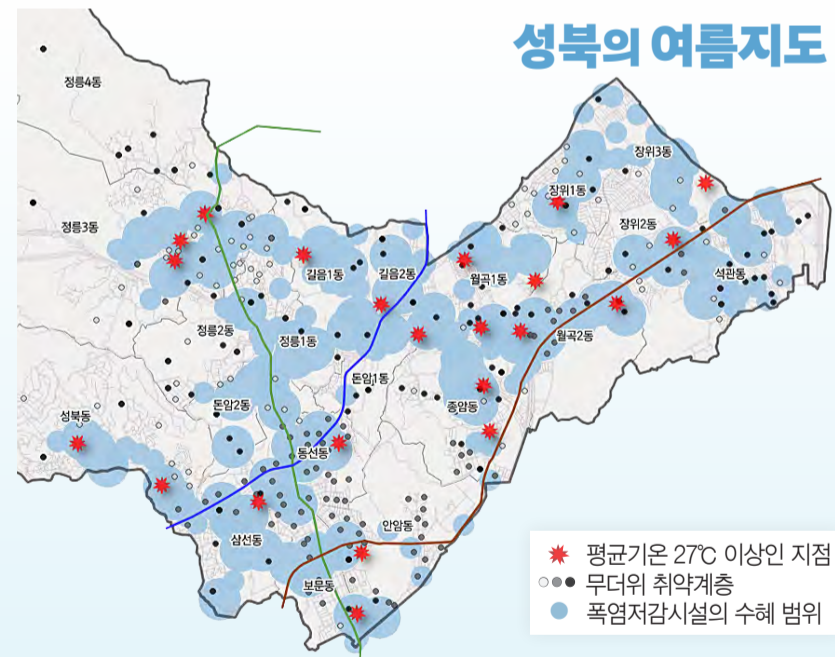 성북의 여름지도
정릉4동
장위3동
장위1동
정릉3동
장위2동
길음1동
길음2동
월곡1동
석관동
정릉2동
정릉1동
월곡2동
돈암1동
돈암2동
종암동
성북동
동선동
안암동
삼선동
보문동
평균기온 27℃ 이상인 지점
무더위 취약계층
폭염저감시설의 수혜 범위